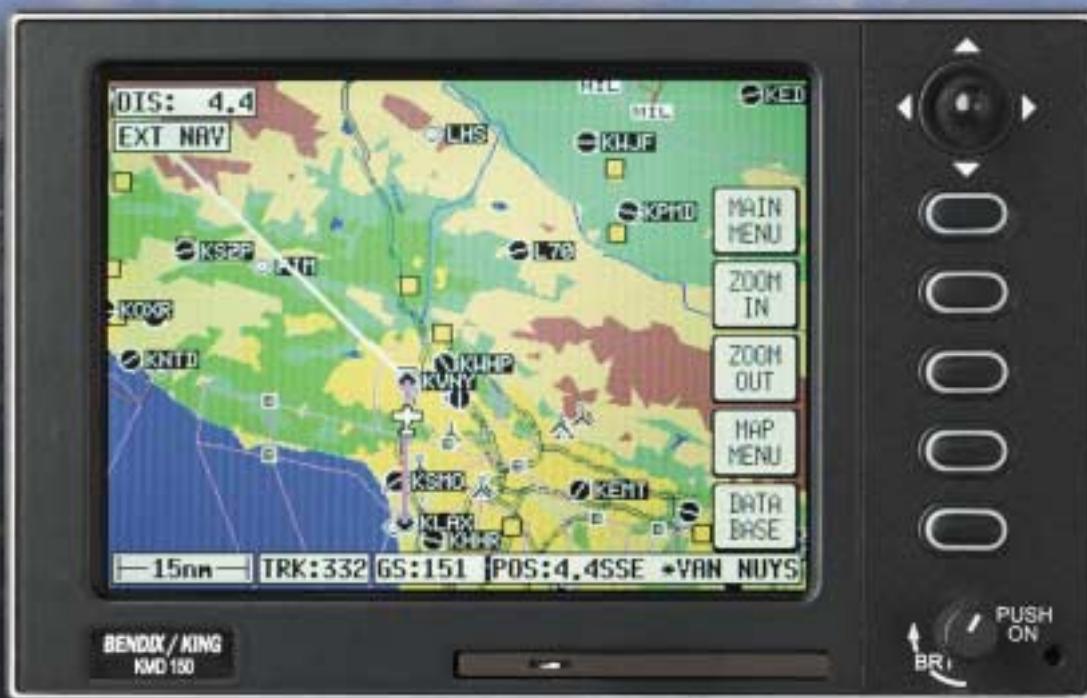 DIS: 4.4
EXT NAV
MIL
MIL
KED
LHS
KWJF
KPMD
KSZP
FIM
L70
KOXR
KNTD
KWHP
KVNY
KSMO
KEMT
KLAX
KHHR
MAIN
MENU
ZOOM
IN
ZOOM
OUT
MAP
MENU
DATA
BASE
15nm
TRK:332
GS:151
POS:4.4SSE *VAN NUYS
BENDIX/KING
KMD 150
PUSH
ON
BRT